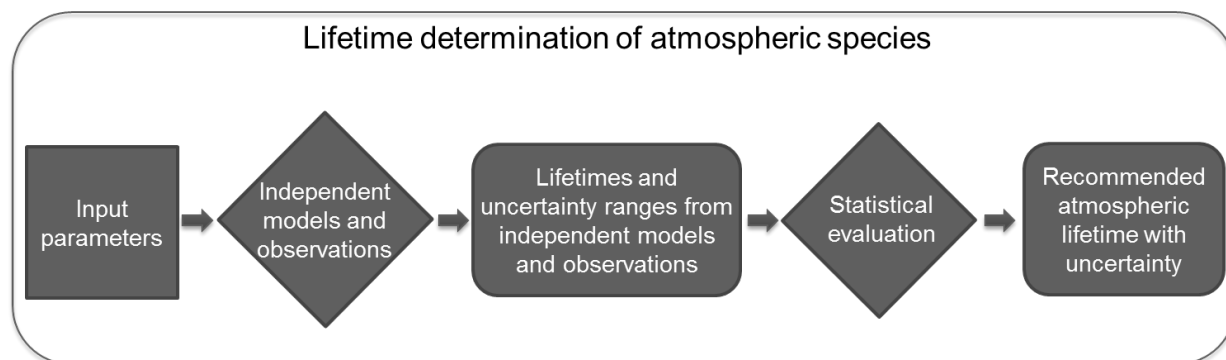 Lifetime determination of atmospheric species
Input
parameters
Independent
models and
observations
Lifetimes and
uncertainty ranges from
independent models
and observations
Statistical
evaluation
Recommended
atmospheric
lifetime with
uncertainty